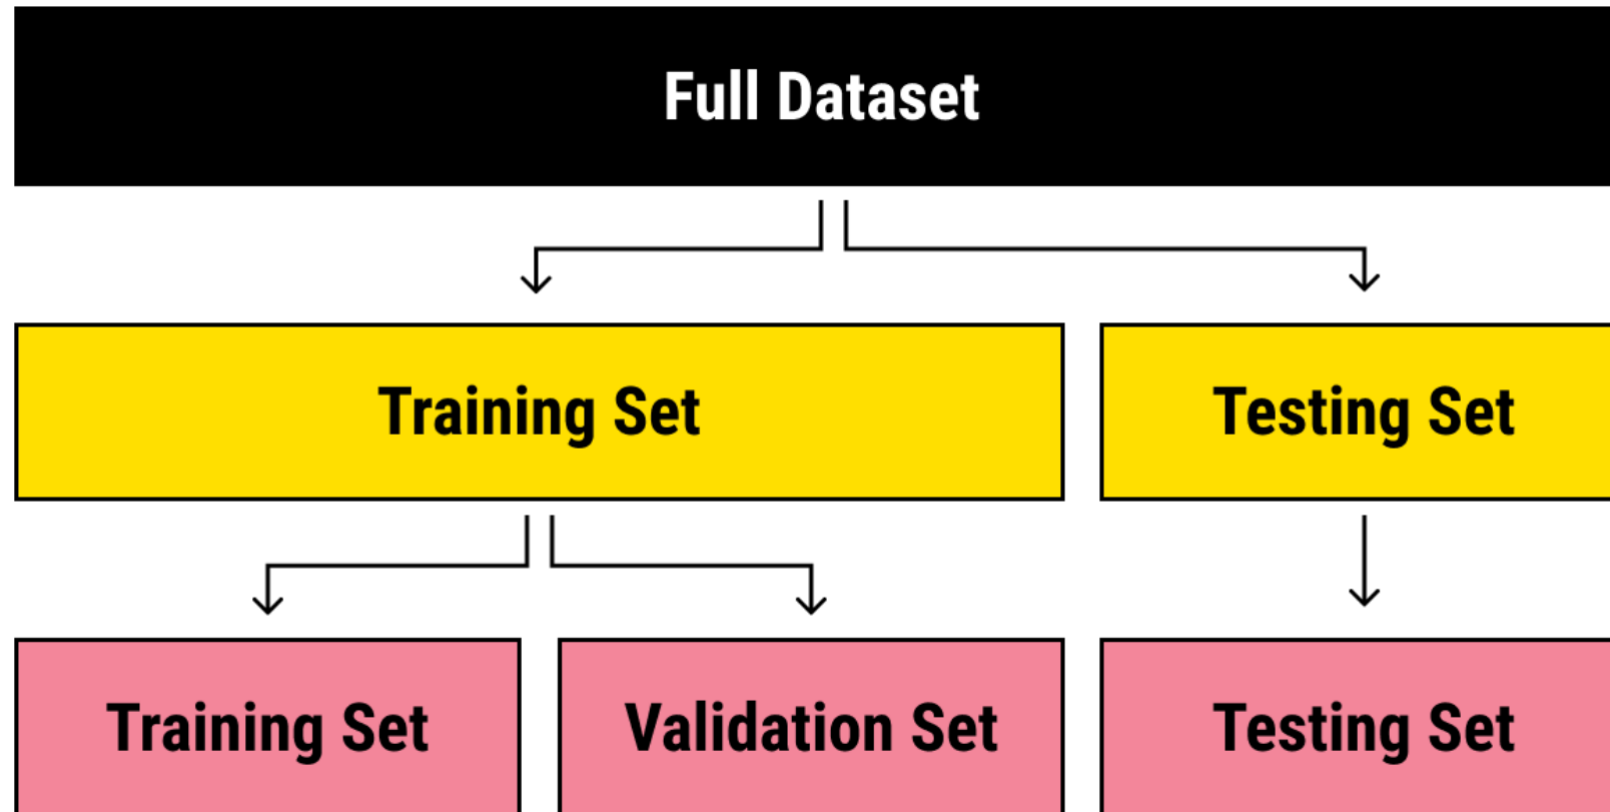 Full Dataset
Training Set
Testing Set
Training Set
Validation Set
Testing Set